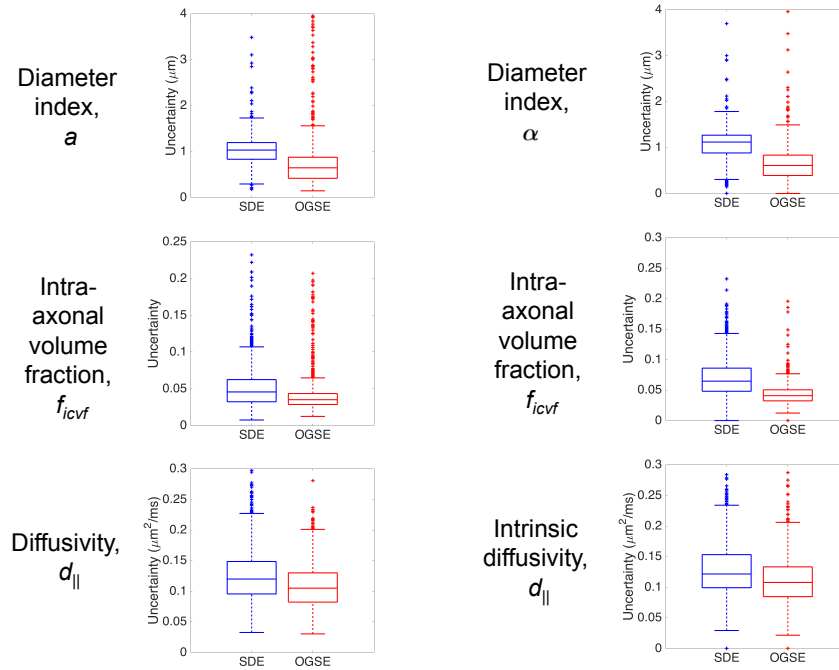 Diameter
index,
a
Uncertainty (μm)
4
3
2
1
0
SDE OGSE
Diameter
index,
α
Uncertainty (μm)
4
3
2
1
0
SDE OGSE
Intra-
axonal
volume
fraction,
f_icvf
Uncertainty
0.25
0.2
0.15
0.1
0.05
0
SDE OGSE
Intra-
axonal
volume
fraction,
f_icvf
Uncertainty
0.3
0.25
0.2
0.15
0.1
0.05
0
SDE OGSE
Diffusivity,
d_||
Uncertainty (μm²/ms)
0.3
0.25
0.2
0.15
0.1
0.05
0
SDE OGSE
Intrinsic
diffusivity,
d_||
Uncertainty (μm²/ms)
0.3
0.25
0.2
0.15
0.1
0.05
0
SDE OGSE